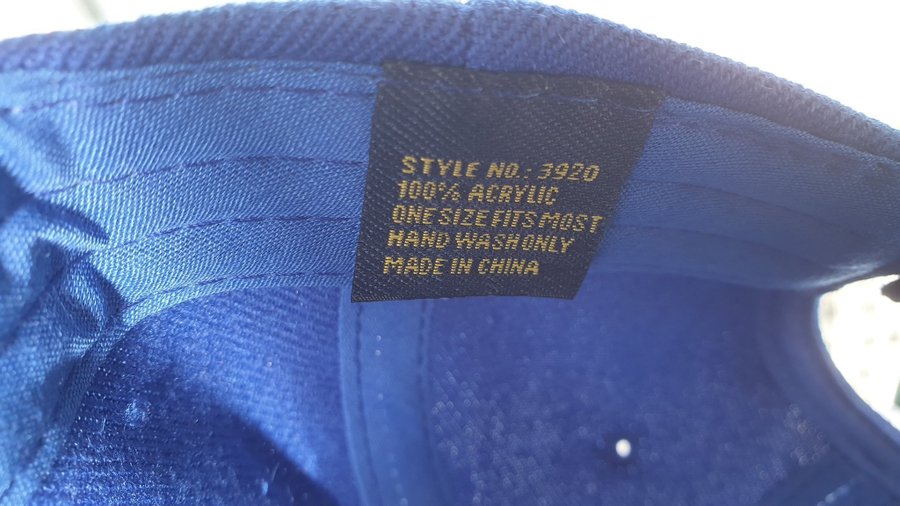 STYLE NO.: 3920
100% ACRYLIC
ONE SIZE FITS MOST
HAND WASH ONLY
MADE IN CHINA